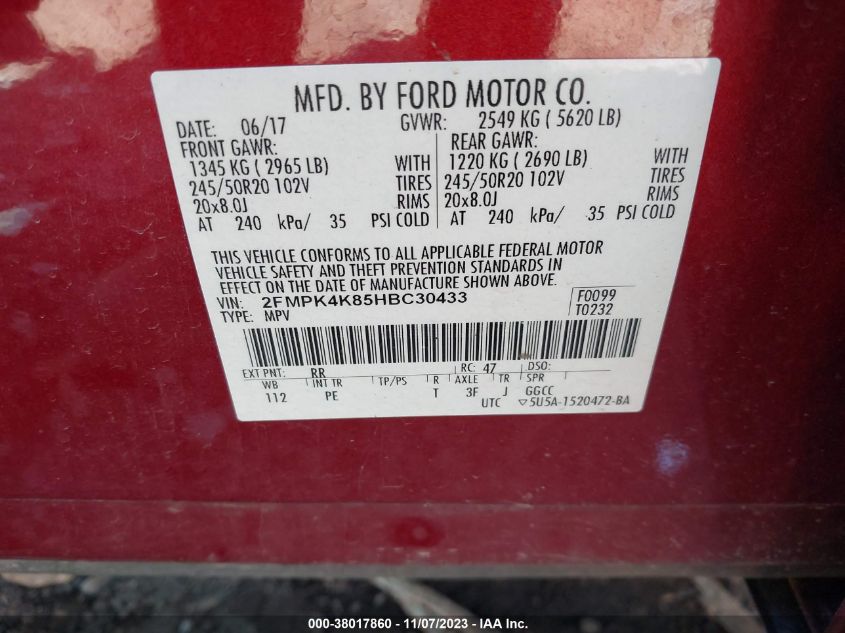 MFD. BY FORD MOTOR CO.
DATE: 06/17 GVWR: 2549 KG ( 5620 LB)
FRONT GAWR: REAR GAWR:
1345 KG ( 2965 LB) WITH 1220 KG ( 2690 LB) WITH
245/50R20 102V TIRES 245/50R20 102V TIRES
20x8.0J RIMS 20x8.0J RIMS
AT 240 kPa/ 35 PSI COLD AT 240 kPa/ 35 PSI COLD
THIS VEHICLE CONFORMS TO ALL APPLICABLE FEDERAL MOTOR
VEHICLE SAFETY AND THEFT PREVENTION STANDARDS IN
EFFECT ON THE DATE OF MANUFACTURE SHOWN ABOVE.
VIN: 2FMPK4K85HBC30433 F0099
TYPE: MPV T0232
EXT PNT: RR RC: 47 DSO:
WB INT TR TP/PS R AXLE TR SPR
112 PE T 3F J GGCC
UTC ▽5U5A-1520472-BA
000-38017860 - 11/07/2023 - IAA Inc.